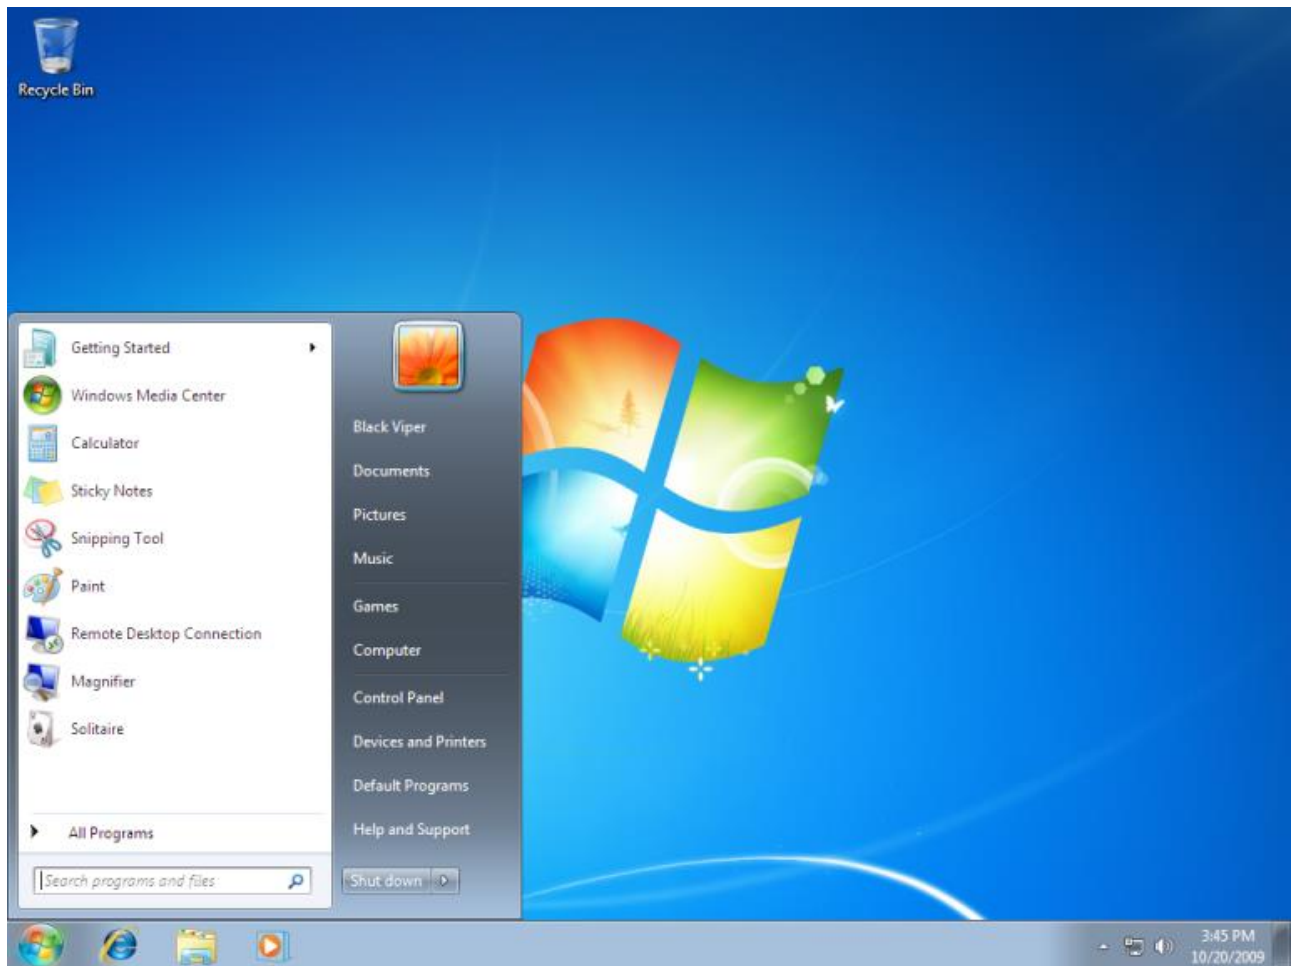 Recycle Bin
Getting Started
Windows Media Center
Calculator
Sticky Notes
Snipping Tool
Paint
Remote Desktop Connection
Magnifier
Solitaire
All Programs
Search programs and files
Black Viper
Documents
Pictures
Music
Games
Computer
Control Panel
Devices and Printers
Default Programs
Help and Support
Shut down
3:45 PM
10/20/2009